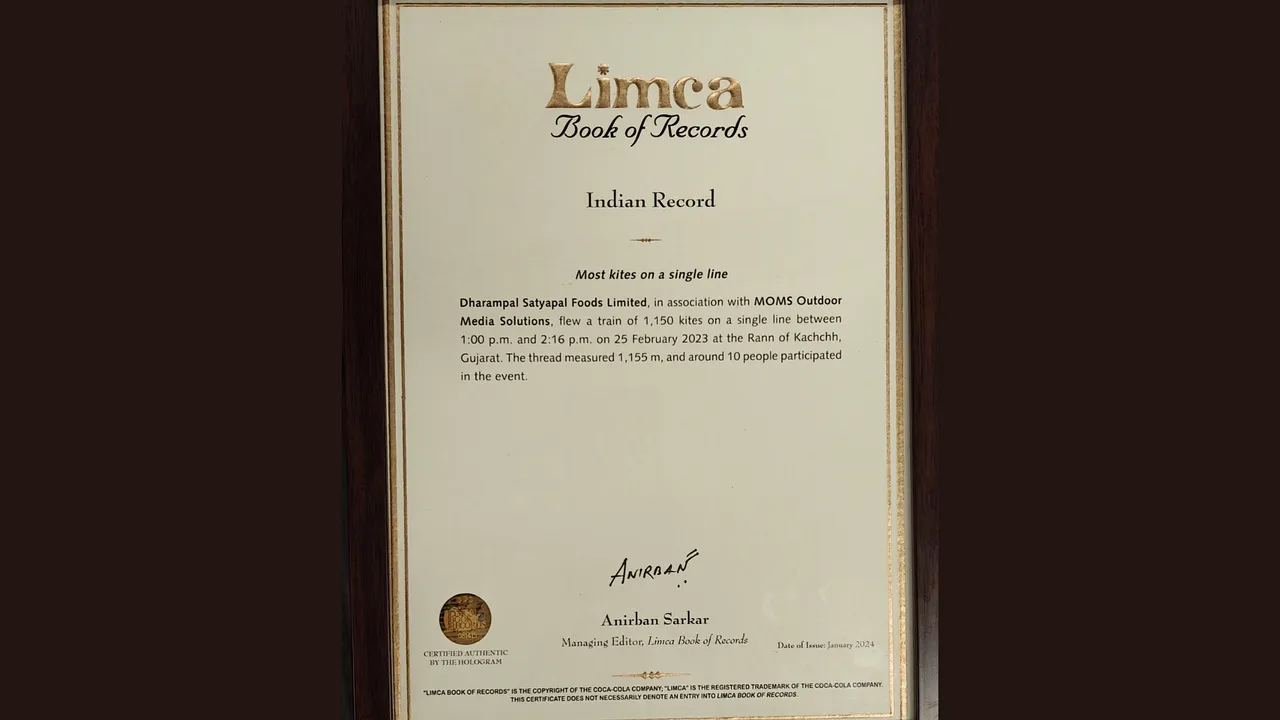 Limca
Book of Records
Indian Record
Most kites on a single line
Dharampal Satyapal Foods Limited, in association with MOMS Outdoor
Media Solutions, flew a train of 1,150 kites on a single line between
1:00 p.m. and 2:16 p.m. on 25 February 2023 at the Rann of Kachchh,
Gujarat. The thread measured 1,155 m, and around 10 people participated
in the event.
ANIRBAN
Anirban Sarkar
Managing Editor, Limca Book of Records
Date of Issue: January 2024
CERTIFIED AUTHENTIC
BY THE HOLOGRAM
"LIMCA BOOK OF RECORDS" IS THE COPYRIGHT OF THE COCA-COLA COMPANY; "LIMCA" IS THE REGISTERED TRADEMARK OF THE COCA-COLA COMPANY.
THIS CERTIFICATE DOES NOT NECESSARILY DENOTE AN ENTRY INTO LIMCA BOOK OF RECORDS.